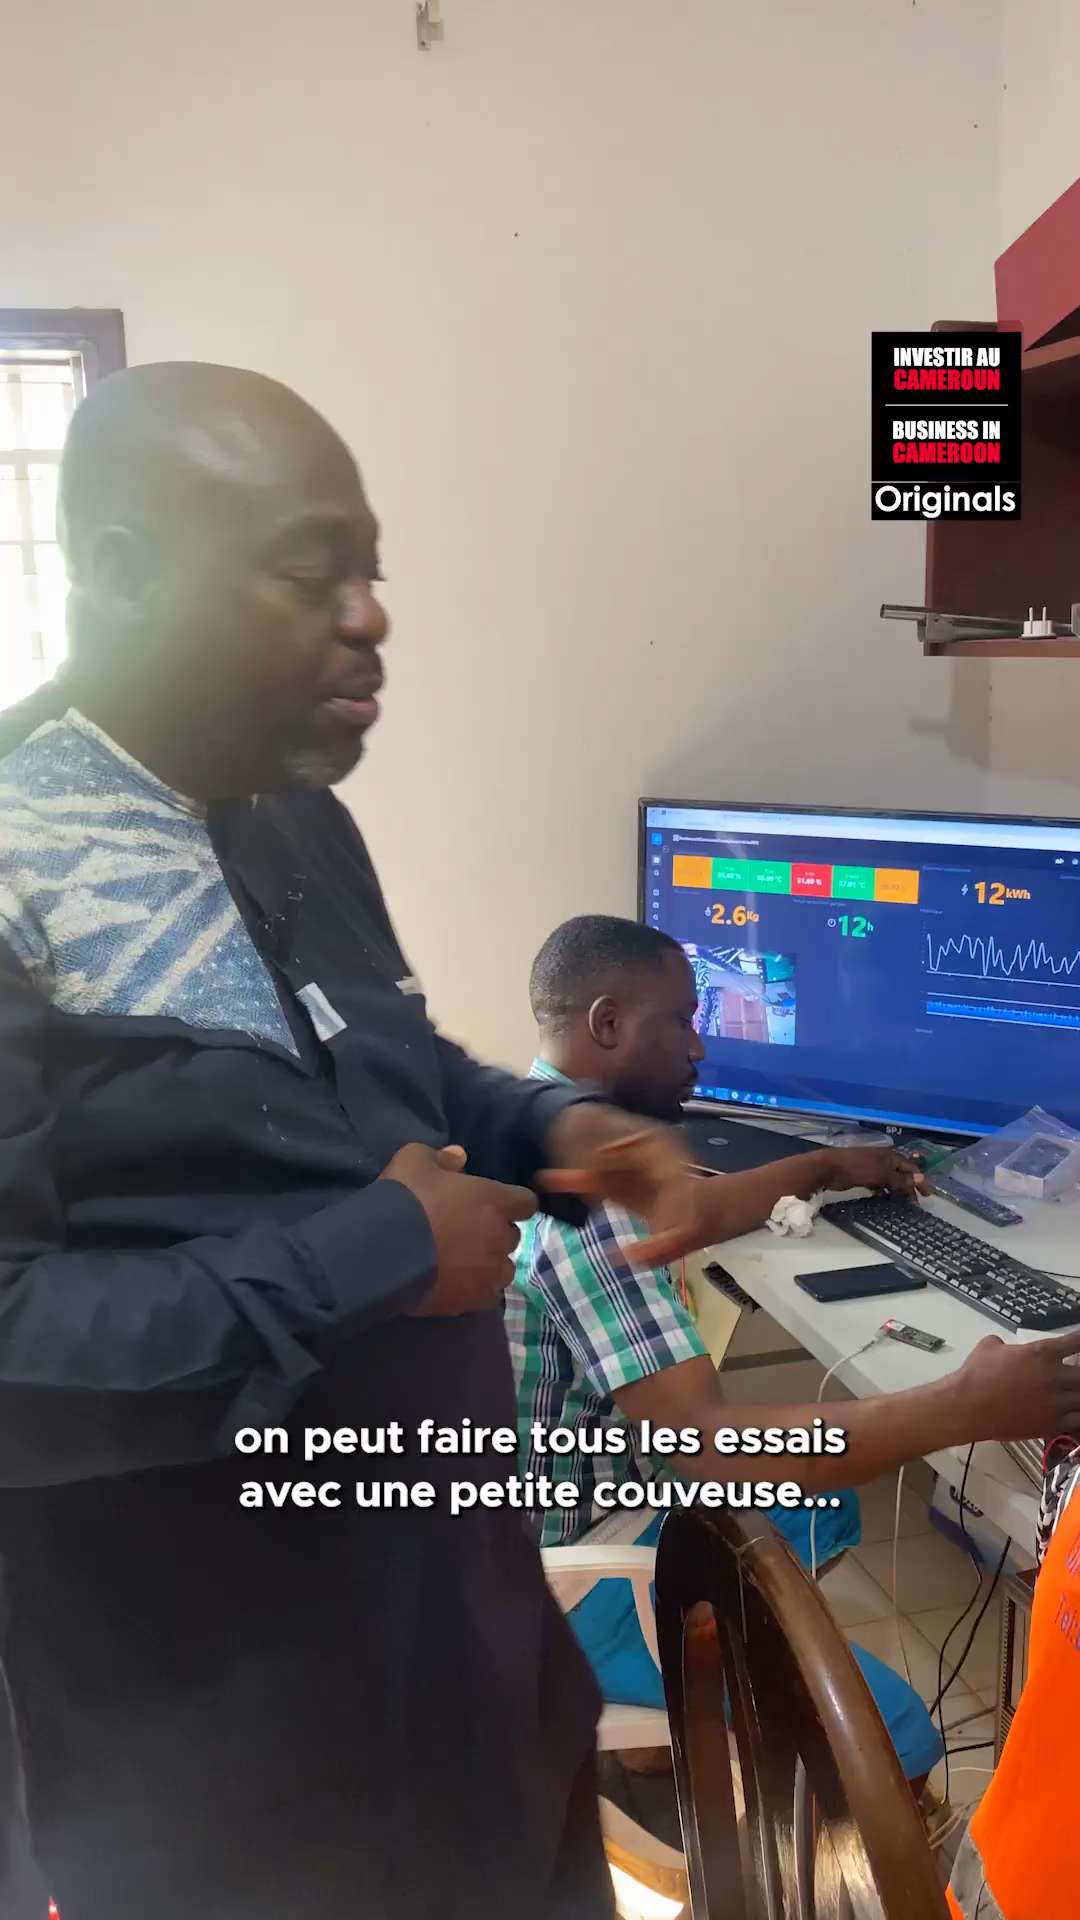 INVESTIR AU
CAMEROUN
BUSINESS IN
CAMEROON
Originals
12kWh
2.6Kg
12h
SPJ
on peut faire tous les essais
avec une petite couveuse...